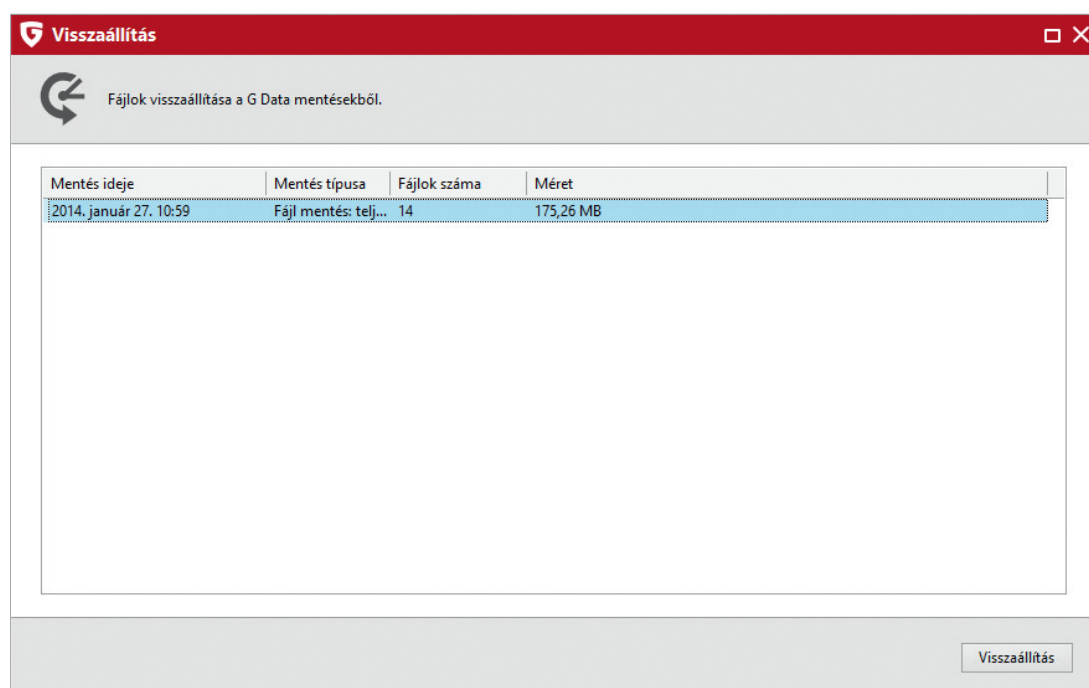 Visszaállítás
Fájlok visszaállítása a G Data mentésekből.
Mentés ideje Mentés típusa Fájlok száma Méret
2014. január 27. 10:59 Fájl mentés: telj... 14 175,26 MB
Visszaállítás